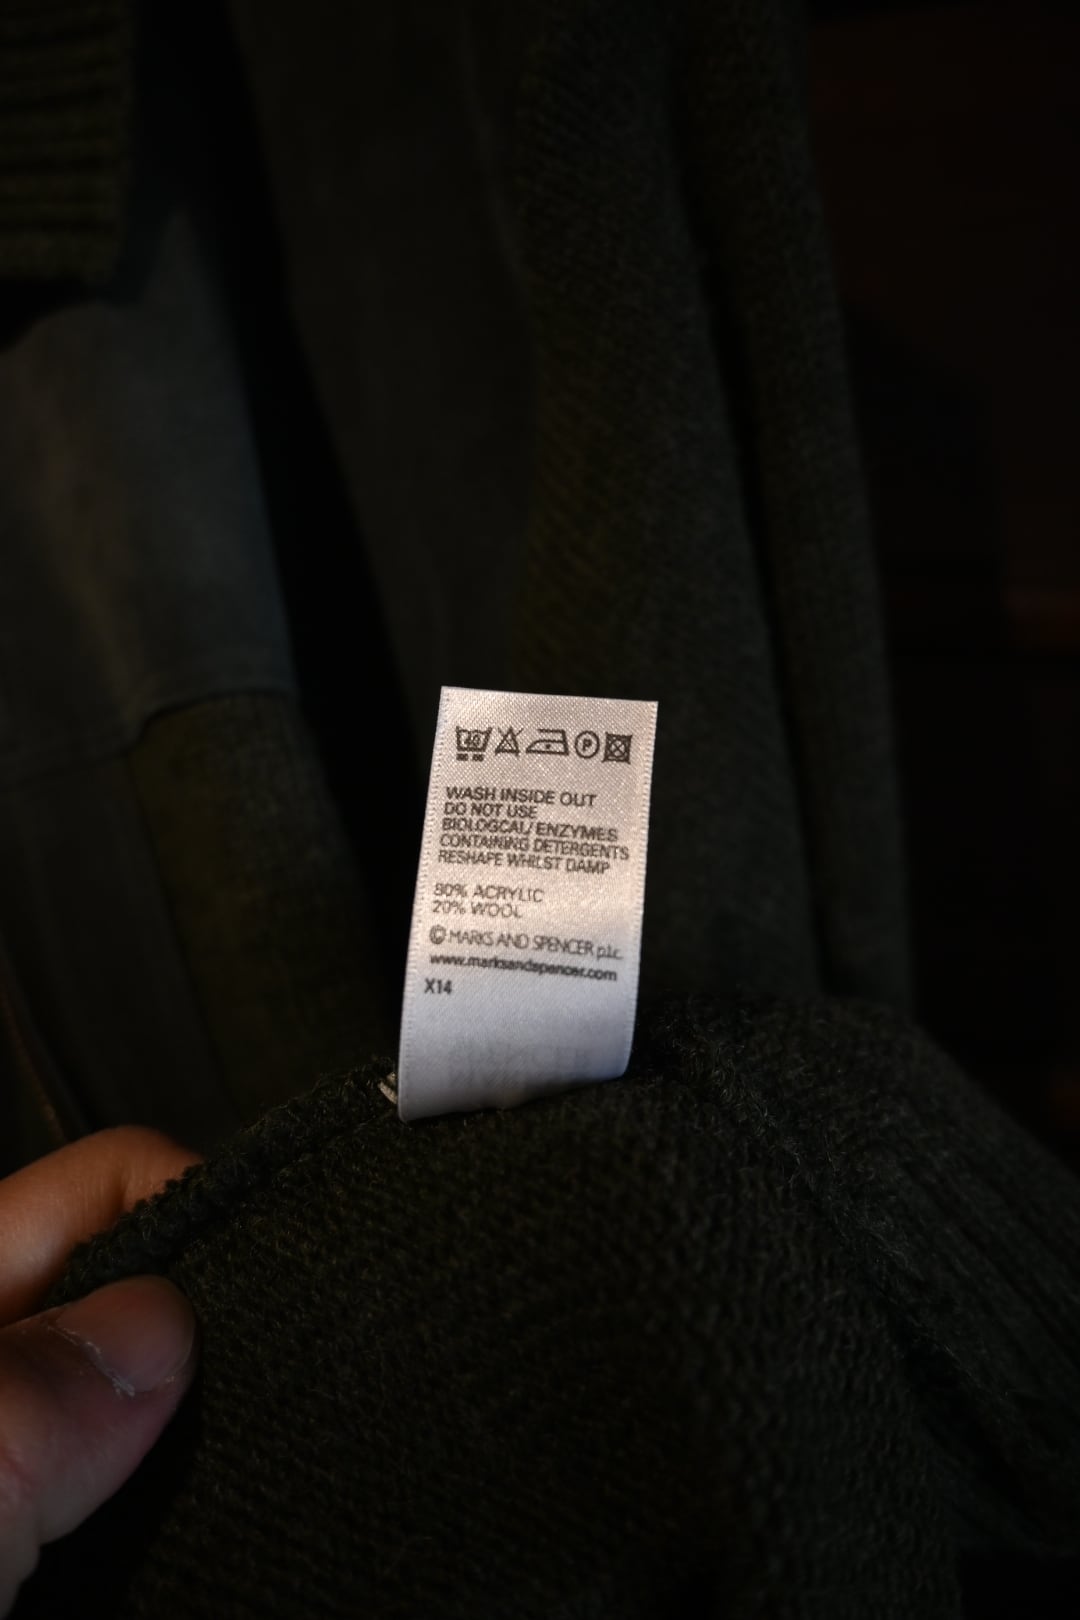 40
P
WASH INSIDE OUT
DO NOT USE
BIOLOGCAL/ENZYMES
CONTAINING DETERGENTS
RESHAPE WHILST DAMP
80% ACRYLIC
20% WOOL
© MARKS AND SPENCER p.l.c.
www.marksandspencer.com
X14